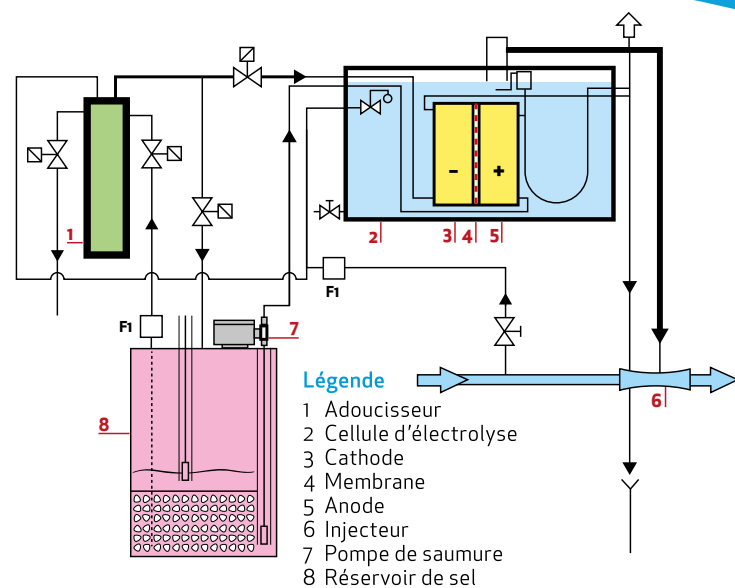 1
2
3
4
5
- +
F1
F1
7
8
6
Légende
1 Adoucisseur
2 Cellule d'électrolyse
3 Cathode
4 Membrane
5 Anode
6 Injecteur
7 Pompe de saumure
8 Réservoir de sel